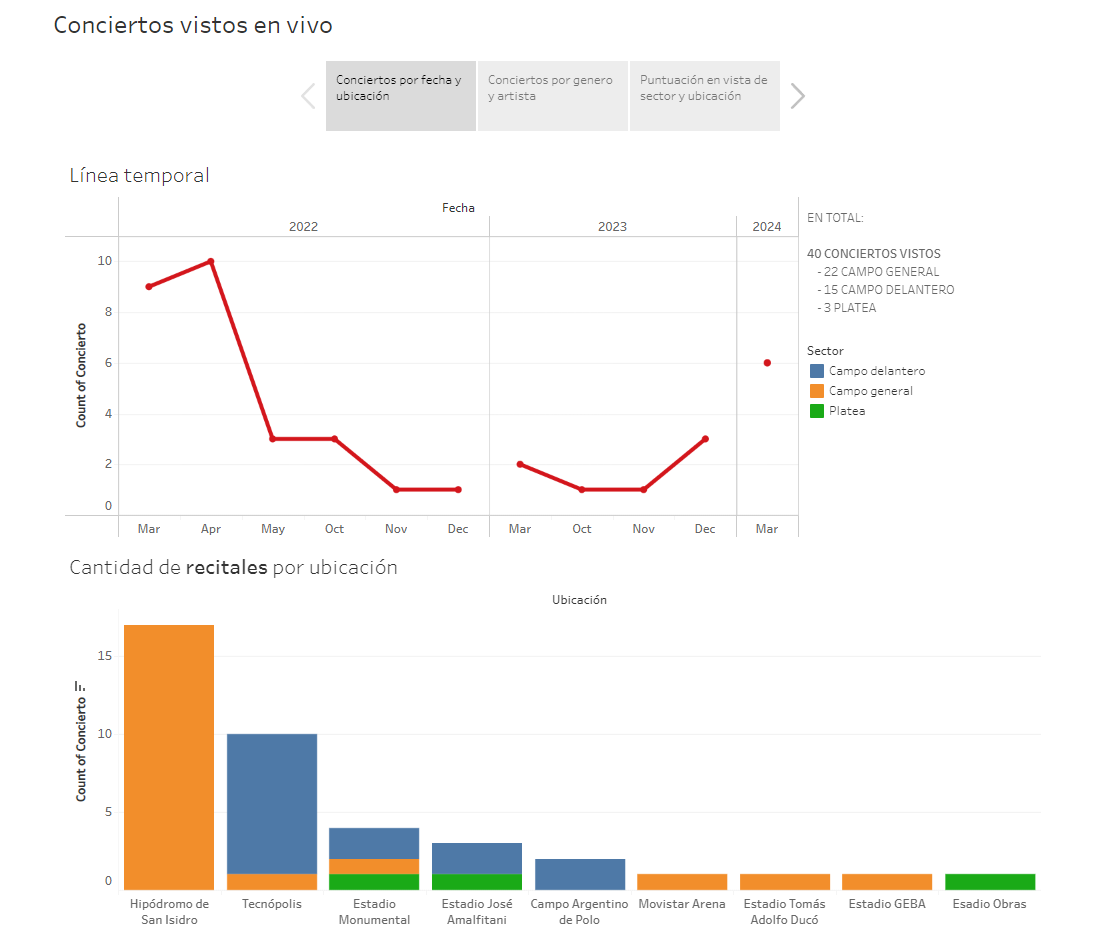 Conciertos vistos en vivo
Conciertos por fecha y
ubicación
Conciertos por genero
y artista
Puntuación en vista de
sector y ubicación
Línea temporal
Fecha
2022
2023
2024
Count of Concierto
10
8
6
4
2
0
Mar
Apr
May
Oct
Nov
Dec
Mar
Oct
Nov
Dec
Mar
EN TOTAL:
40 CONCIERTOS VISTOS
- 22 CAMPO GENERAL
- 15 CAMPO DELANTERO
- 3 PLATEA
Sector
Campo delantero
Campo general
Platea
Cantidad de recitales por ubicación
Ubicación
Count of Concierto
15
10
5
0
Hipódromo de
San Isidro
Tecnópolis
Estadio
Monumental
Estadio José
Amalfitani
Campo Argentino
de Polo
Movistar Arena
Estadio Tomás
Adolfo Ducó
Estadio GEBA
Esadio Obras